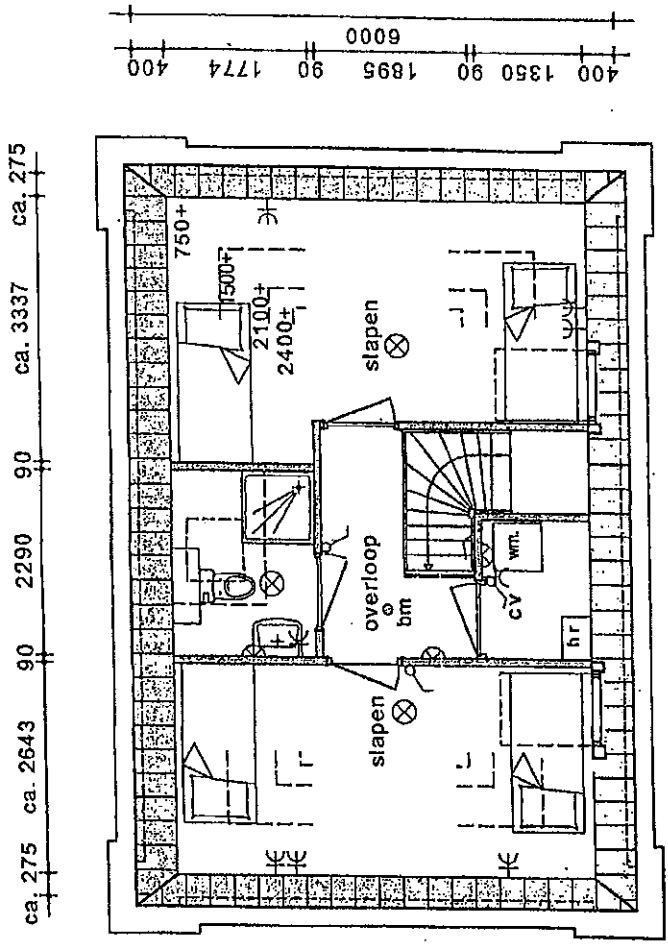 6000
400 1774 90 1895 90 1350 400
ca. 275
ca. 3337
90
2290
90
ca. 2643
ca. 275
750+
1500+
2100+
2400+
slapen
overloop
bm
slapen
cv
wm.
hr